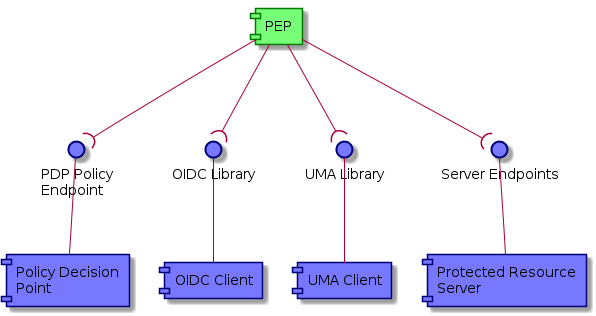 PEP
PDP Policy
Endpoint
OIDC Library
UMA Library
Server Endpoints
Policy Decision
Point
OIDC Client
UMA Client
Protected Resource
Server